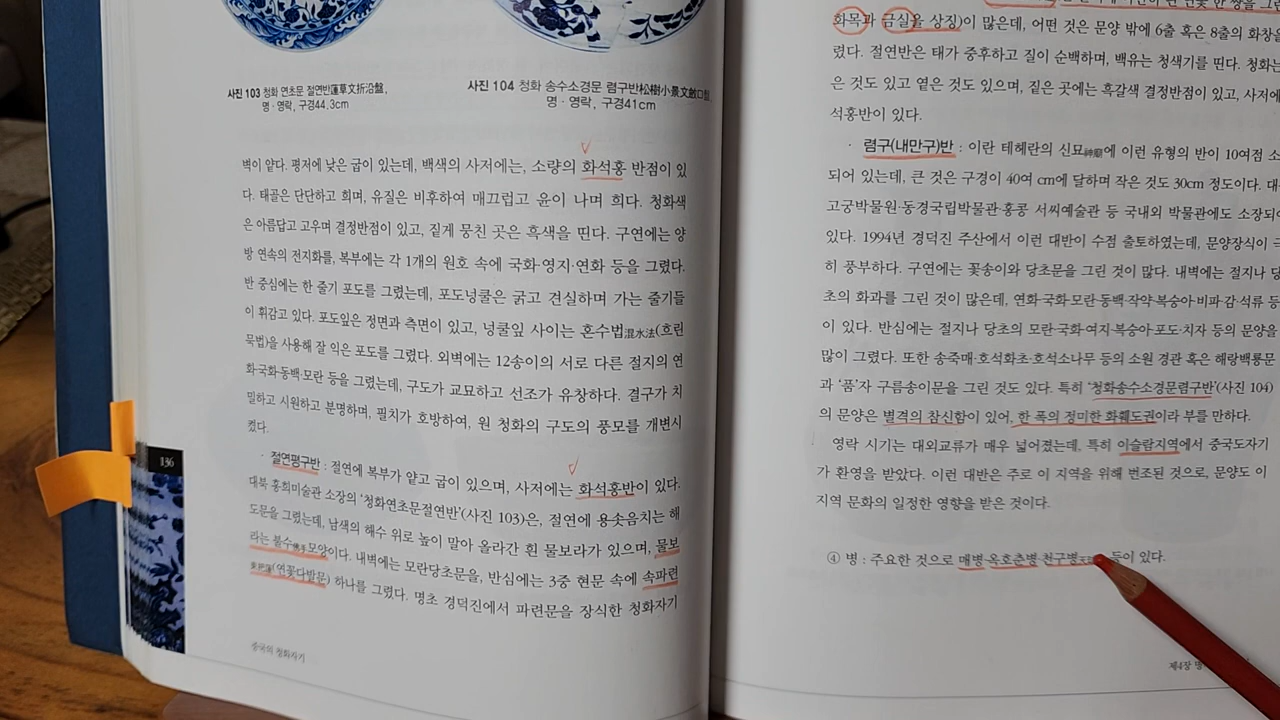 사진 103 청화 연초문 절연반蓮草文折沿盤,
명 · 영락, 구경44.3cm
사진 104 청화 송수소경문 렴구반松樹小景文斂口盤,
명 · 영락, 구경41cm
벽이 얕다. 평저에 낮은 굽이 있는데, 백색의 사저에는, 소량의 화석홍 반점이 있
다. 태골은 단단하고 희며, 유질은 비후하여 매끄럽고 윤이 나며 희다. 청화색
은 아름답고 고우며 결정반점이 있고, 짙게 뭉친 곳은 흑색을 띤다. 구연에는 양
방 연속의 전지화를, 복부에는 각 1개의 원호 속에 국화·영지·연화 등을 그렸다.
반 중심에는 한 줄기 포도를 그렸는데, 포도넝쿨은 굵고 견실하며 가는 줄기들
이 휘감고 있다. 포도잎은 정면과 측면이 있고, 넝쿨잎 사이는 혼수법混水法(흐린
묵법)을 사용해 잘 익은 포도를 그렸다. 외벽에는 12송이의 서로 다른 절지의 연
화·국화·동백·모란 등을 그렸는데, 구도가 교묘하고 선조가 유창하다. 결구가 치
밀하고 시원하고 분명하며, 필치가 호방하여, 원 청화의 구도의 풍모를 개변시
켰다.
· 절연평구반 : 절연에 복부가 얕고 굽이 있으며, 사저에는 화석홍반이 있다.
대북 홍희미술관 소장의 '청화연초문절연반'(사진 103)은, 절연에 용솟음치는 해
도문을 그렸는데, 남색의 해수 위로 높이 말아 올라간 흰 물보라가 있으며, 물보
라는 불수佛手 모양이다. 내벽에는 모란당초문을, 반심에는 3중 현문 속에 속파련
束把蓮(연꽃다발문) 하나를 그렸다. 명초 경덕진에서 파련문을 장식한 청화자기
136
중국의 청화자기
화목과 금실을 상징)이 많은데, 어떤 것은 문양 밖에 6출 혹은 8출의 화창을
렸다. 절연반은 태가 중후하고 질이 순백하며, 백유는 청색기를 띤다. 청화는
은 것도 있고 옅은 것도 있으며, 짙은 곳에는 흑갈색 결정반점이 있고, 사저에
석홍반이 있다.
· 렴구(내만구)반 : 이란 테헤란의 신묘神廟에 이런 유형의 반이 10여점 소
되어 있는데, 큰 것은 구경이 40여 cm에 달하며 작은 것도 30cm 정도이다. 대
고궁박물원·동경국립박물관·홍콩 서씨예술관 등 국내외 박물관에도 소장되
있다. 1994년 경덕진 주산에서 이런 대반이 수점 출토하였는데, 문양장식이 극
히 풍부하다. 구연에는 꽃송이와 당초문을 그린 것이 많다. 내벽에는 절지나 당
초의 화과를 그린 것이 많은데, 연화·국화·모란·동백·작약·복숭아·비파·감·석류 등
이 있다. 반심에는 절지나 당초의 모란·국화·여지·복숭아·포도·치자 등의 문양을
많이 그렸다. 또한 송죽매·호석화초·호석소나무 등의 소원 경관 혹은 해랑백룡문
과 '품'자 구름송이문을 그린 것도 있다. 특히 '청화송수소경문렴구반'(사진 104)
의 문양은 별격의 참신함이 있어, 한 폭의 정미한 화훼도권이라 부를 만하다.
영락 시기는 대외교류가 매우 넓어졌는데, 특히 이슬람지역에서 중국도자기
가 환영을 받았다. 이런 대반은 주로 이 지역을 위해 번조된 것으로, 문양도 이
지역 문화의 일정한 영향을 받은 것이다.
④ 병 : 주요한 것으로 매병·옥호춘병·천구병 등이 있다.
제4장 명